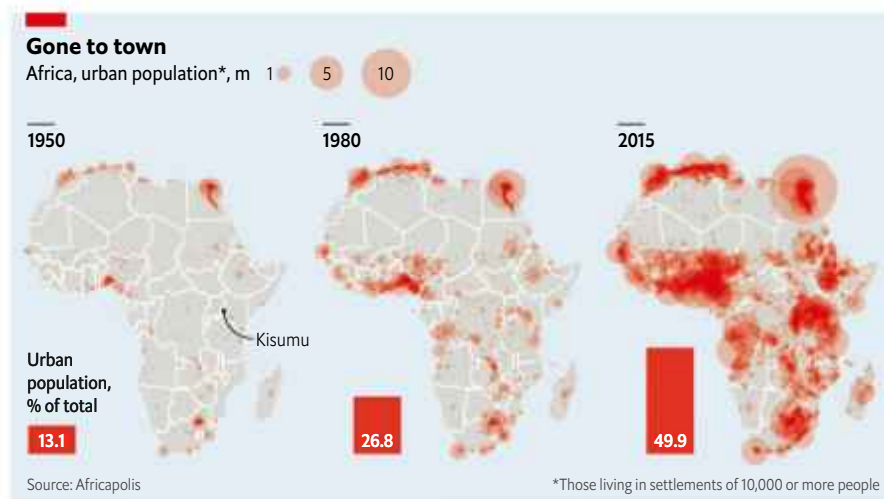 Gone to town
Africa, urban population*, m 1 5 10
1950
1980
2015
Kisumu
Urban
population,
% of total
13.1
26.8
49.9
Source: Africapolis
*Those living in settlements of 10,000 or more people